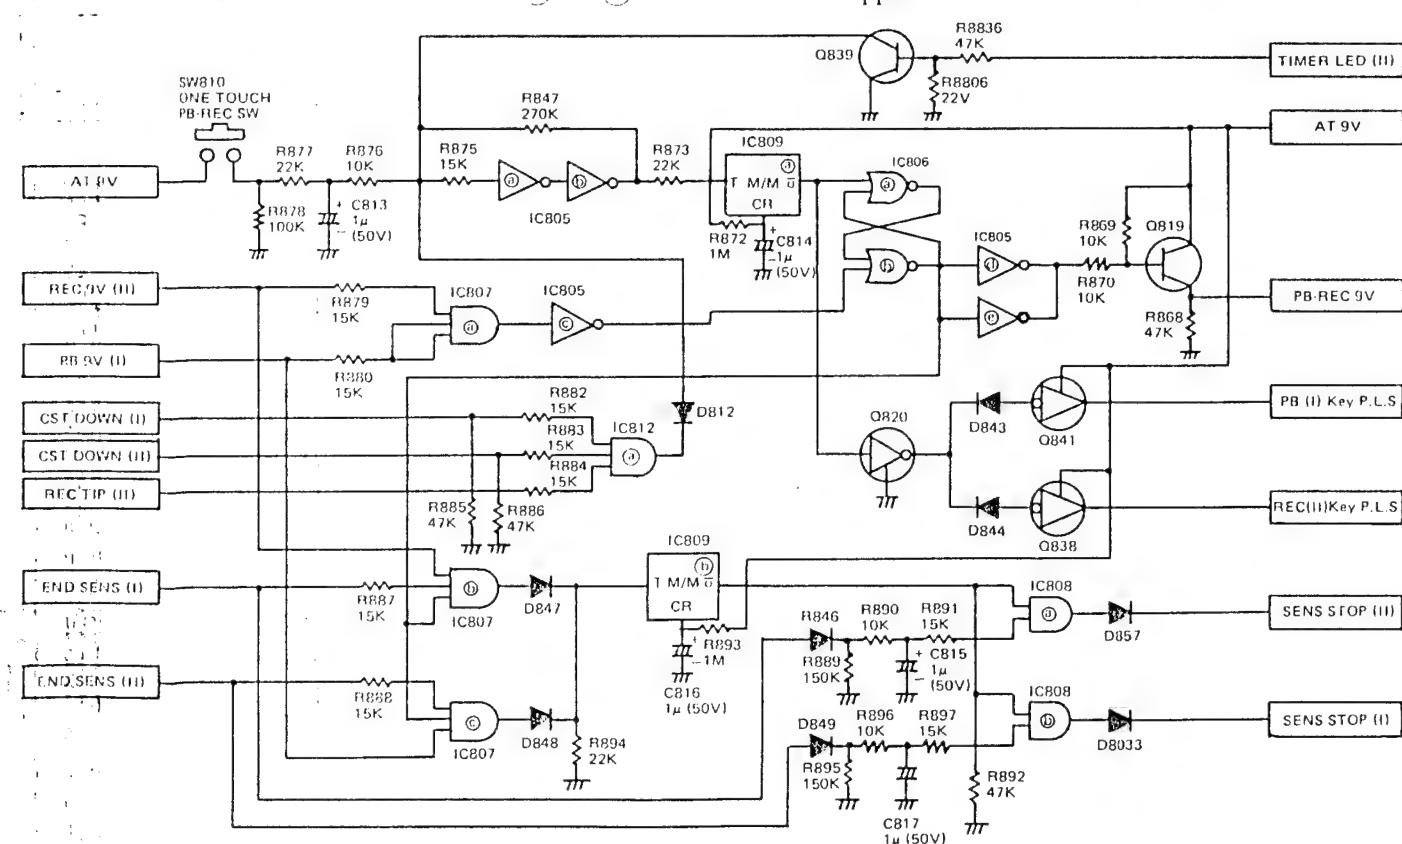 R8836
47K
Q839
TIMER LED (II)
R8806
22V
SW810
ONE TOUCH
PB-REC SW
R847
270K
AT 9V
IC809
R877
22K
R876
10K
R875
15K
R873
22K
IC806
T M/M
a
Q
CR
AT 9V
a
b
a
R878
100K
C813
1μ
(50V)
IC805
R872
1M
C814
1μ
(50V)
IC805
R869
10K
Q819
b
d
REC 9V (II)
R879
15K
IC807
IC805
R870
10K
PB-REC 9V
a
c
e
R868
47K
PB 9V (I)
R880
15K
R882
15K
D812
CST DOWN (I)
IC812
Q820
D843
Q841
PB (I) Key P.L.S
R883
15K
CST DOWN (II)
a
R884
15K
REC TIP (II)
R885
47K
R886
47K
D844
Q838
REC(II)Key P.L.S
IC809
T M/M
b
Q
CR
IC808
END SENS (I)
R887
15K
b
IC807
D847
R846
R890
10K
R891
15K
a
D857
SENS STOP (II)
R893
1M
R889
150K
C815
1μ
(50V)
C816
1μ (50V)
END SENS (II)
R888
15K
c
IC807
D848
D849
R896
10K
R897
15K
IC808
b
D8033
SENS STOP (I)
R894
22K
R895
150K
R892
47K
C817
1μ (50V)